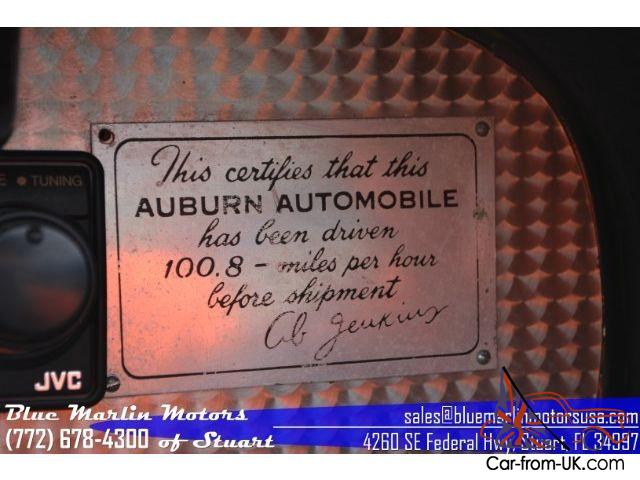 E • TUNING
JVC
This certifies that this
AUBURN AUTOMOBILE
has been driven
100.8 - miles per hour
before shipment
Ab Jenkins
Blue Marlin Motors
(772) 678-4300 of Stuart
sales@bluemarlinmotorsusa.com
4260 SE Federal Hwy, Stuart, FL 34997
Car-from-UK.com